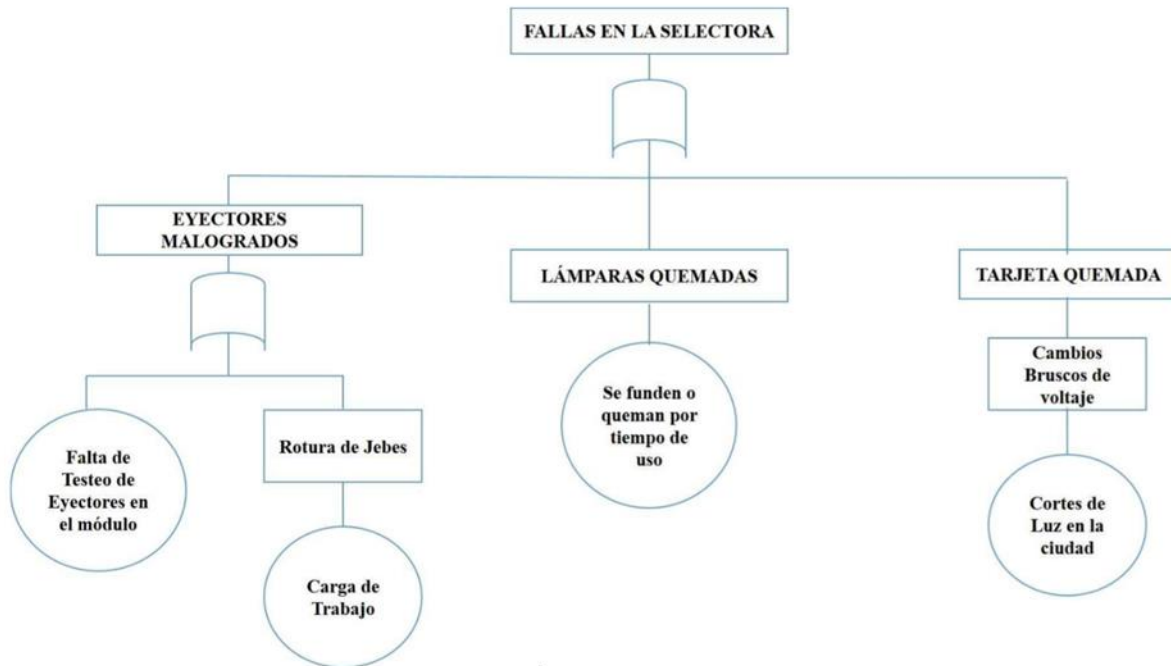 FALLAS EN LA SELECTORA
EYECTORES
MALOGRADOS
LÁMPARAS QUEMADAS
TARJETA QUEMADA
Falta de
Testeo de
Eyectores en
el módulo
Rotura de Jebes
Carga de
Trabajo
Se funden o
queman por
tiempo de
uso
Cambios
Bruscos de
voltaje
Cortes de
Luz en la
ciudad